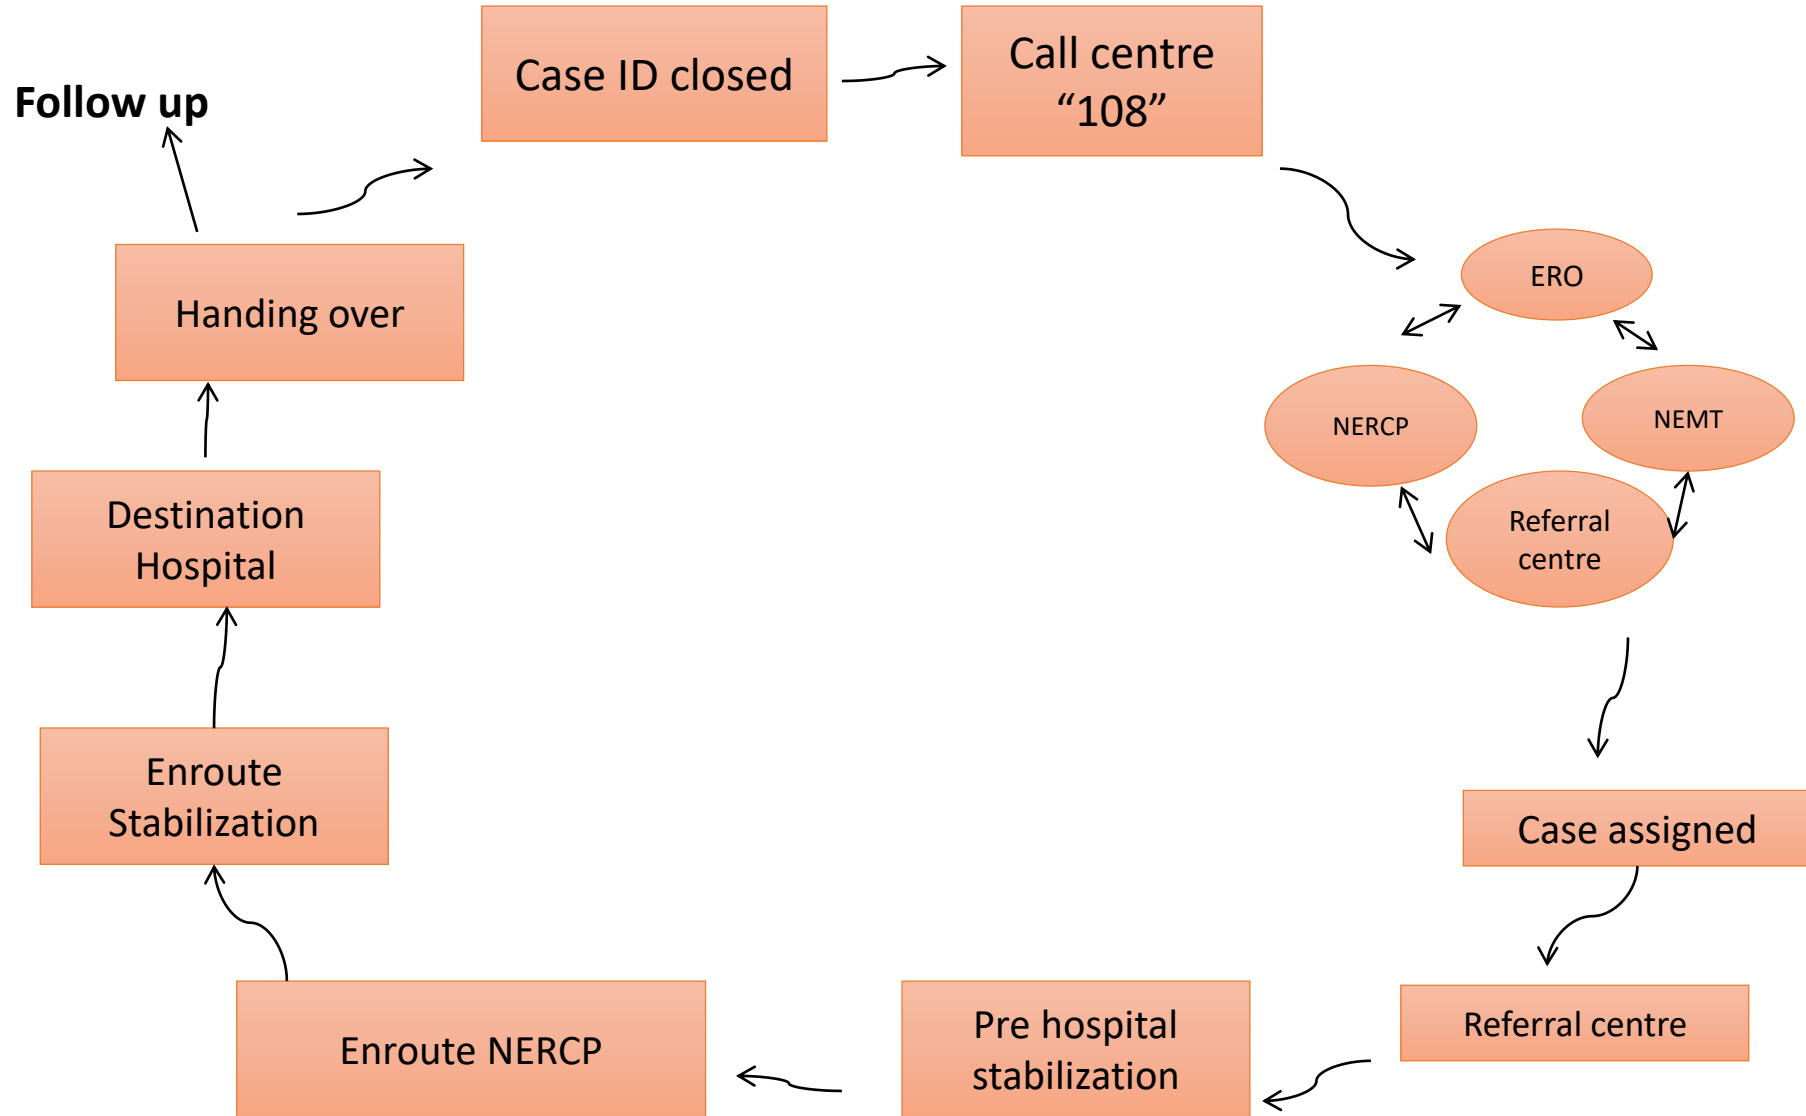 Case ID closed
Call centre
“108”
Follow up
ERO
Handing over
NERCP
NEMT
Destination
Hospital
Referral
centre
Enroute
Stabilization
Case assigned
Enroute NERCP
Pre hospital
stabilization
Referral centre